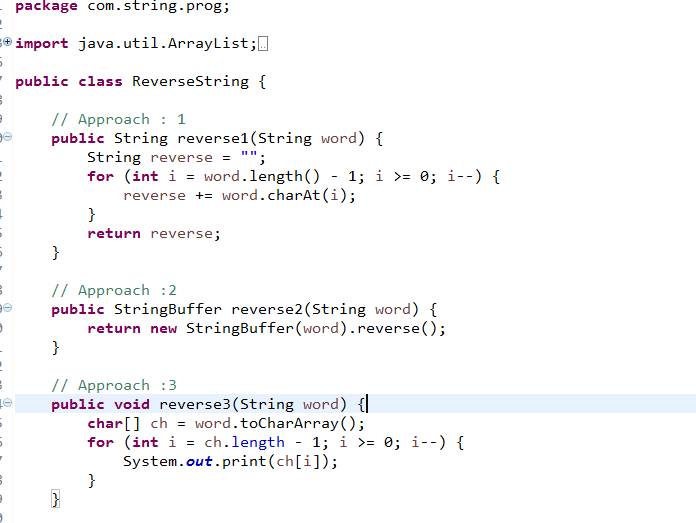 package com.string.prog;
import java.util.ArrayList;
public class ReverseString {
// Approach : 1
public String reverse1(String word) {
String reverse = "";
for (int i = word.length() - 1; i >= 0; i--) {
reverse += word.charAt(i);
}
return reverse;
}
// Approach :2
public StringBuffer reverse2(String word) {
return new StringBuffer(word).reverse();
}
// Approach :3
public void reverse3(String word) {
char[] ch = word.toCharArray();
for (int i = ch.length - 1; i >= 0; i--) {
System.out.print(ch[i]);
}
}